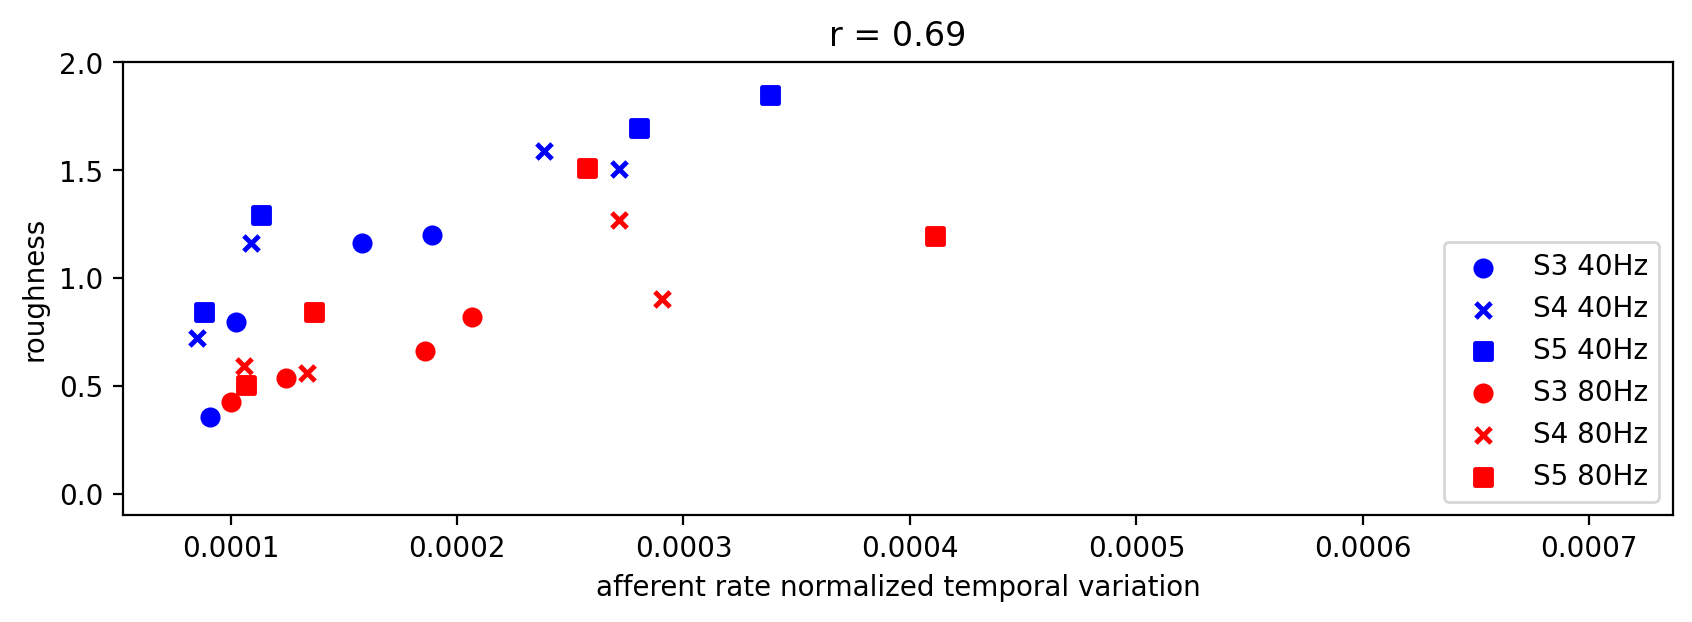 r = 0.69
2.0
1.5
1.0
0.5
0.0
roughness
S3 40Hz
S4 40Hz
S5 40Hz
S3 80Hz
S4 80Hz
S5 80Hz
0.0001 0.0002 0.0003 0.0004 0.0005 0.0006 0.0007
afferent rate normalized temporal variation